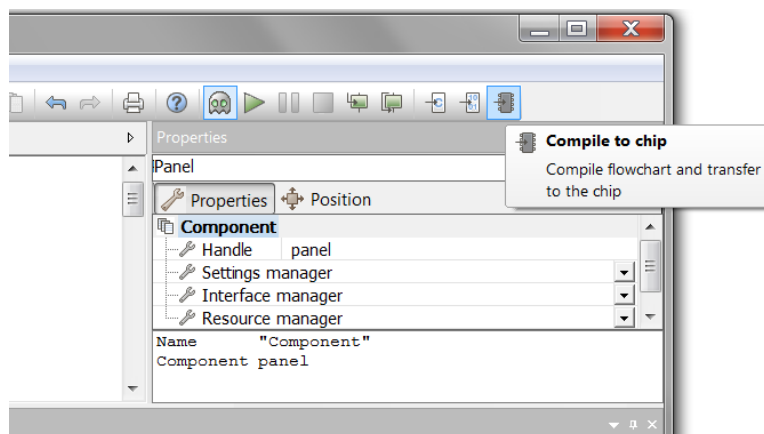 Properties
Compile to chip
Panel
Compile flowchart and transfer
to the chip
Properties
Position
Component
Handle panel
Settings manager
Interface manager
Resource manager
Name "Component"
Component panel